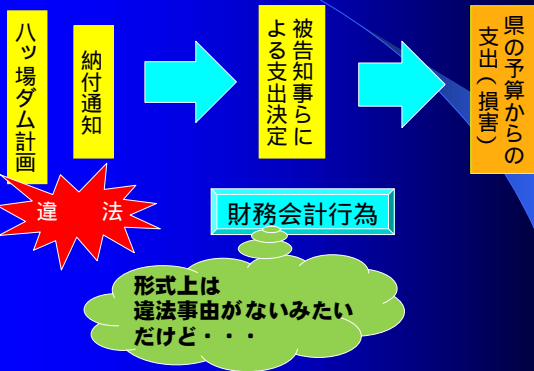 八ッ場ダム計画
納付通知
被告知事らに
よる支出決定
県の予算からの
支出(損害)
違 法
財務会計行為
形式上は
違法事由がないみたい
だけど・・・